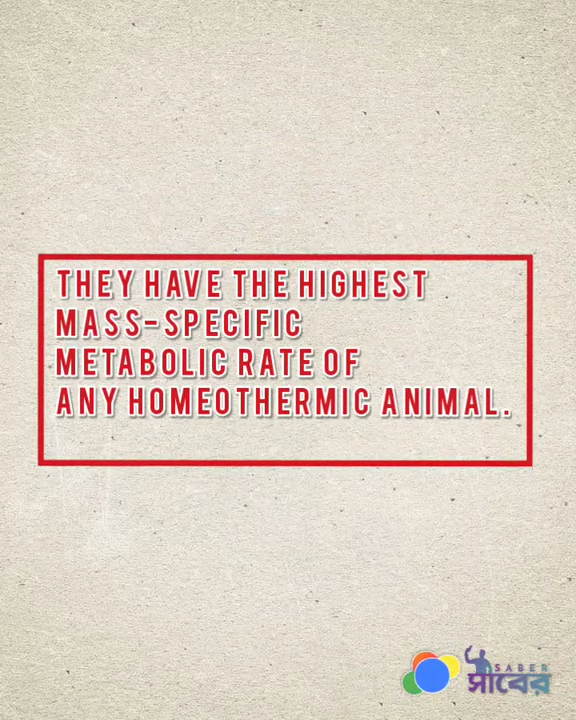 THEY HAVE THE HIGHEST
MASS-SPECIFIC
METABOLIC RATE OF
ANY HOMEOTHERMIC ANIMAL.
SABER
সাবের